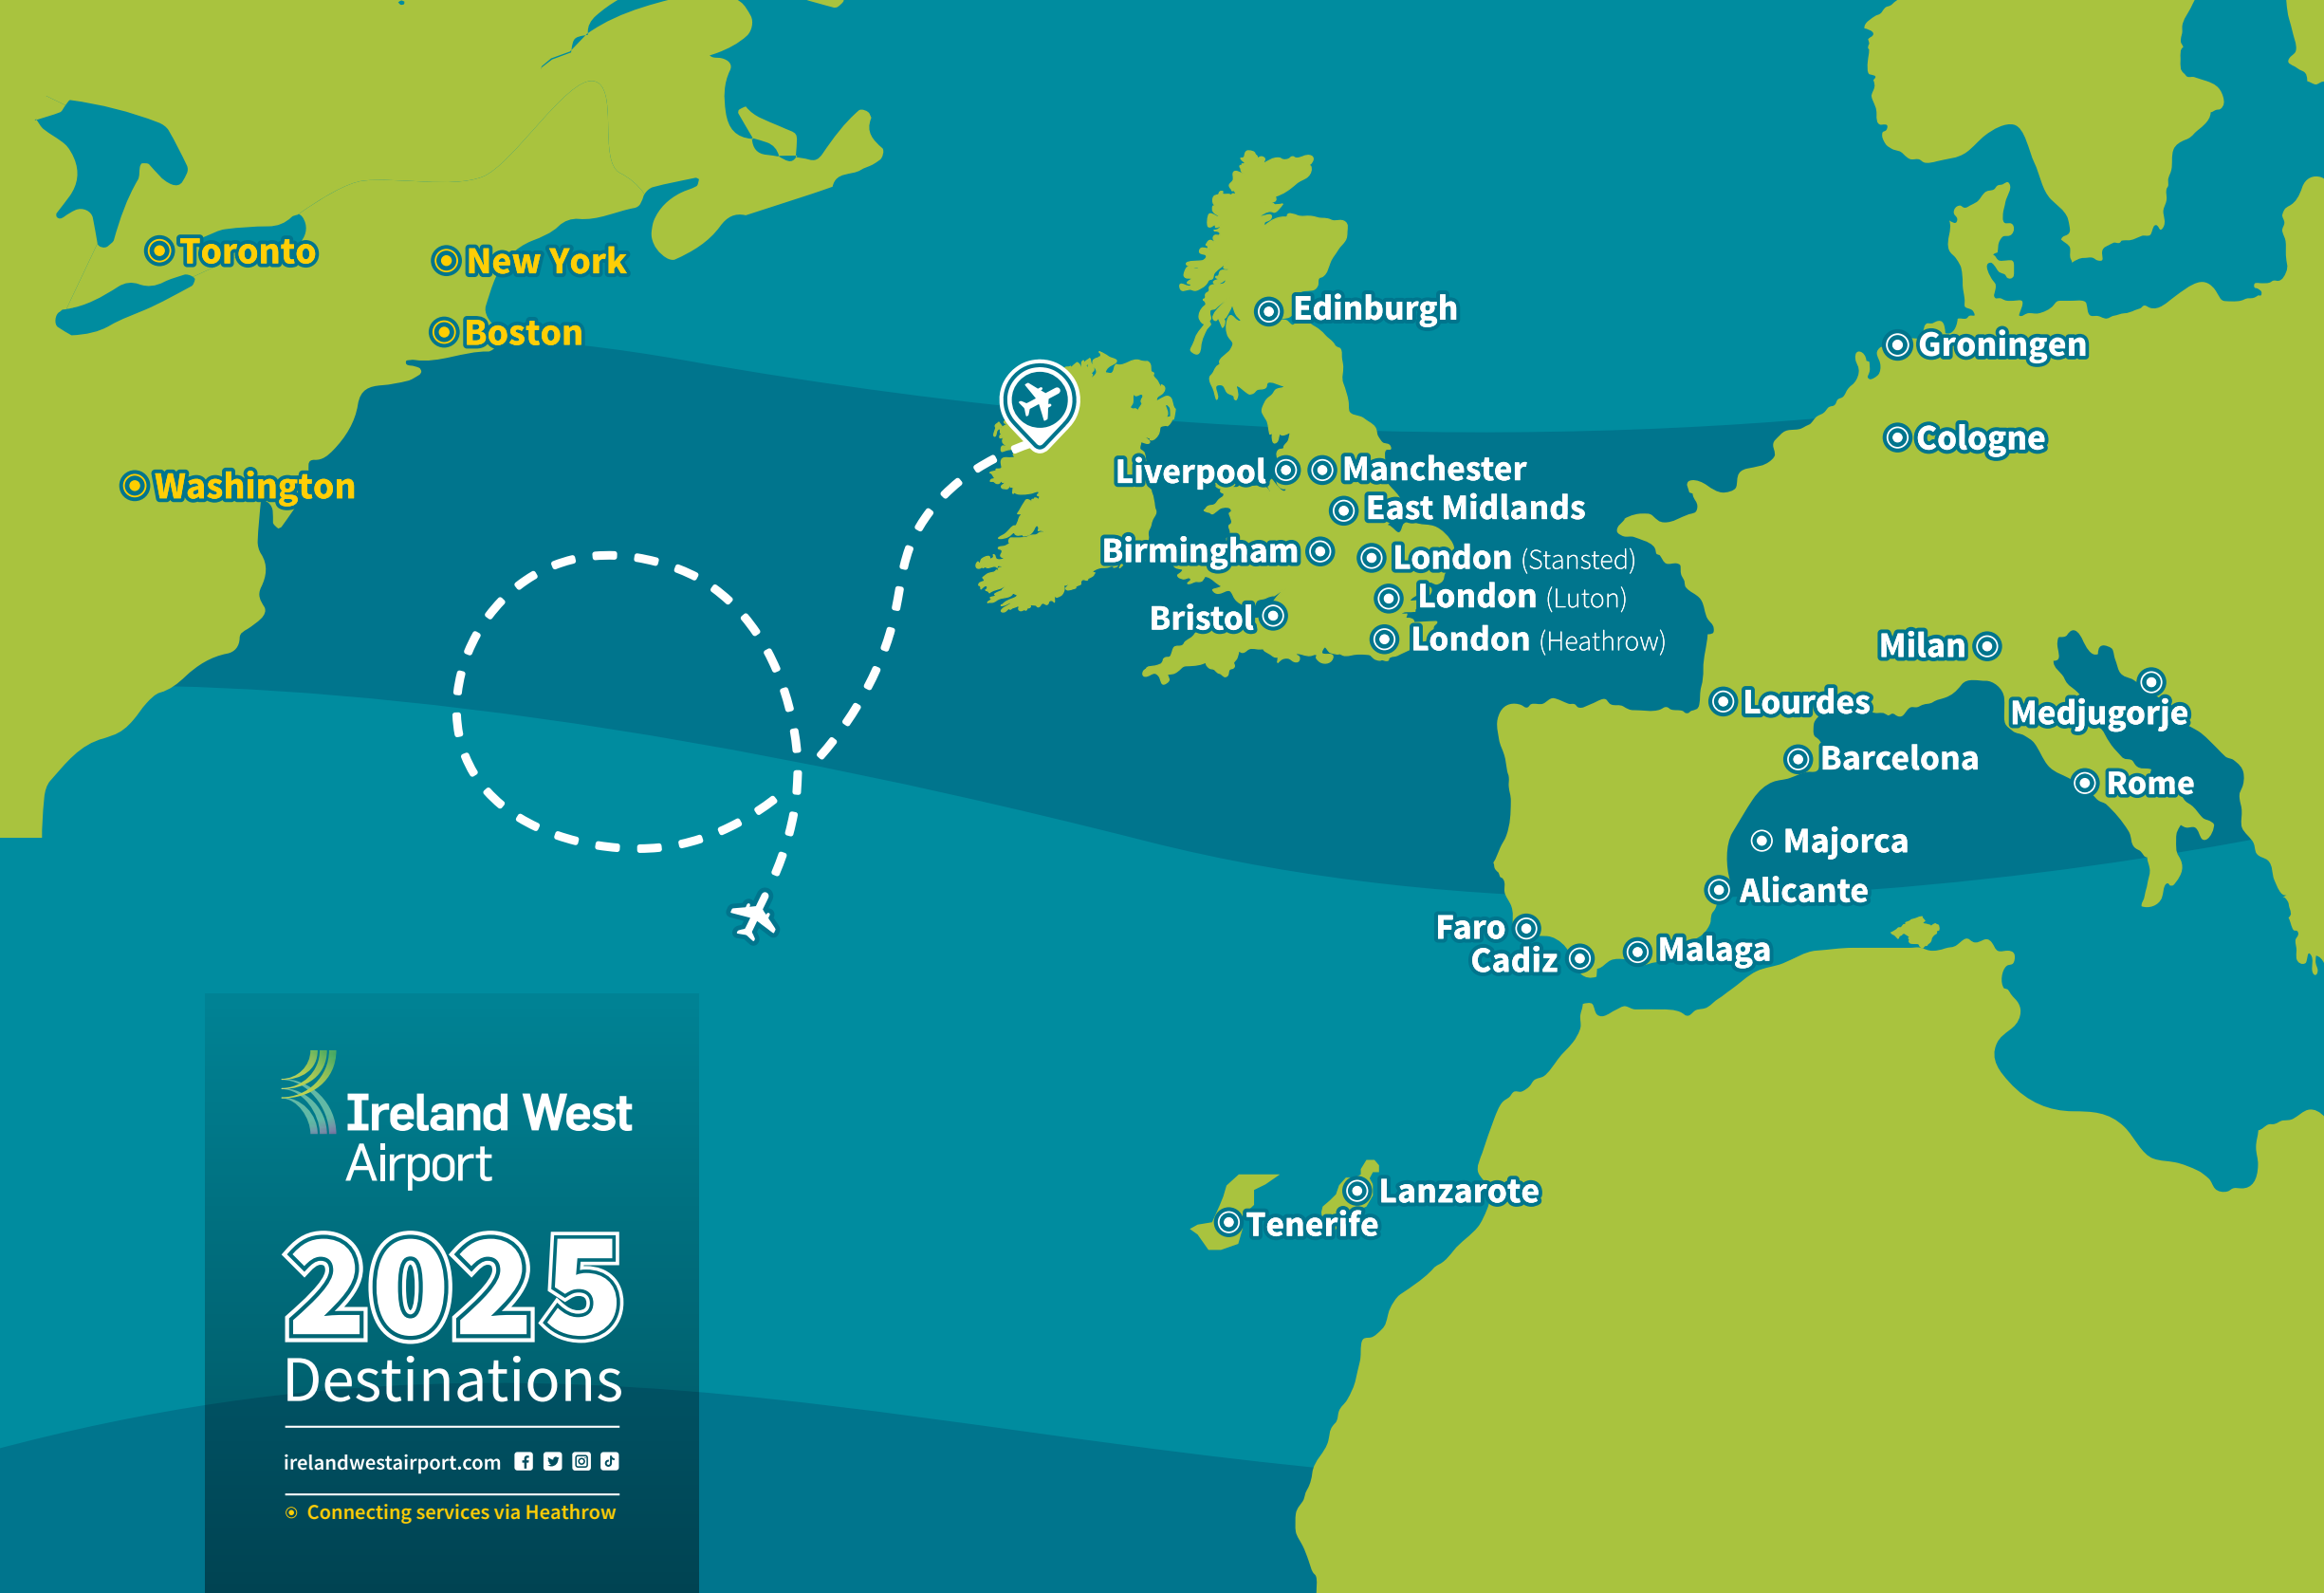 Toronto
New York
Boston
Washington
Edinburgh
Liverpool
Manchester
East Midlands
Birmingham
London (Stansted)
London (Luton)
Bristol
London (Heathrow)
Groningen
Cologne
Milan
Lourdes
Medjugorje
Barcelona
Rome
Majorca
Alicante
Faro
Cadiz
Malaga
Lanzarote
Tenerife
Ireland West
Airport
2025
Destinations
irelandwestairport.com
Connecting services via Heathrow